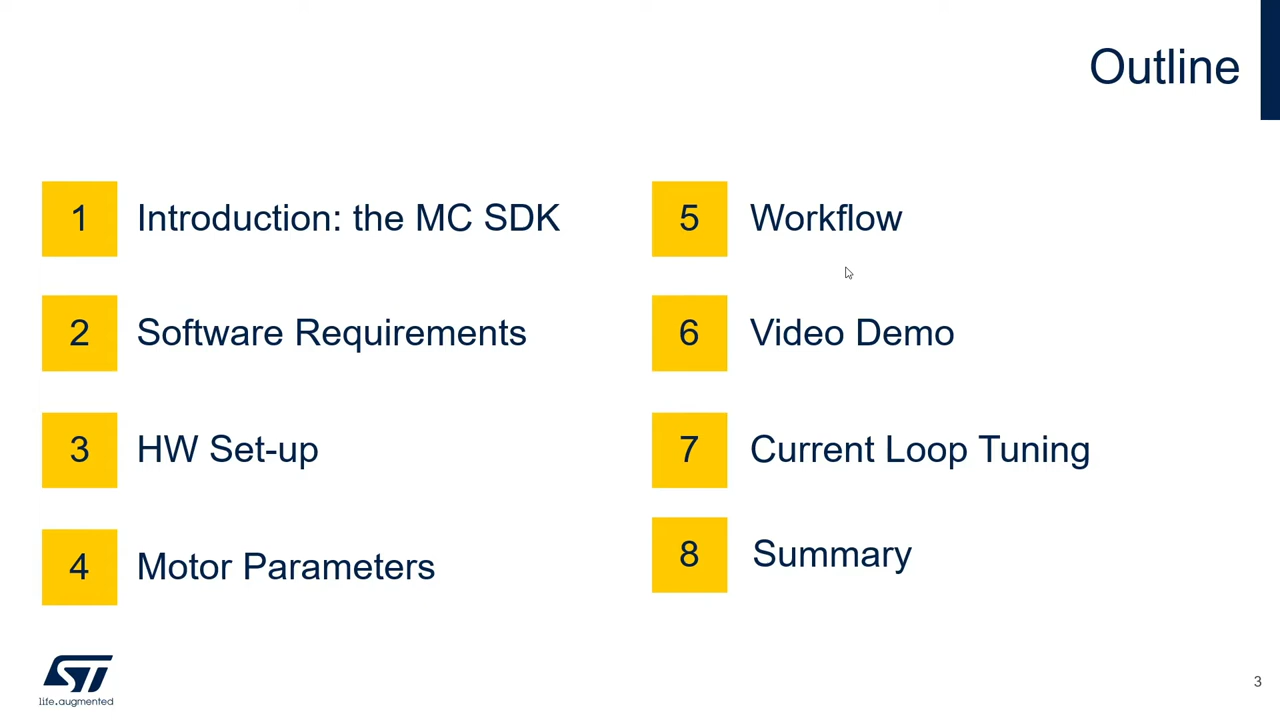 Outline
1 Introduction: the MC SDK
2 Software Requirements
3 HW Set-up
4 Motor Parameters
5 Workflow
6 Video Demo
7 Current Loop Tuning
8 Summary
ST
life.augmented
3